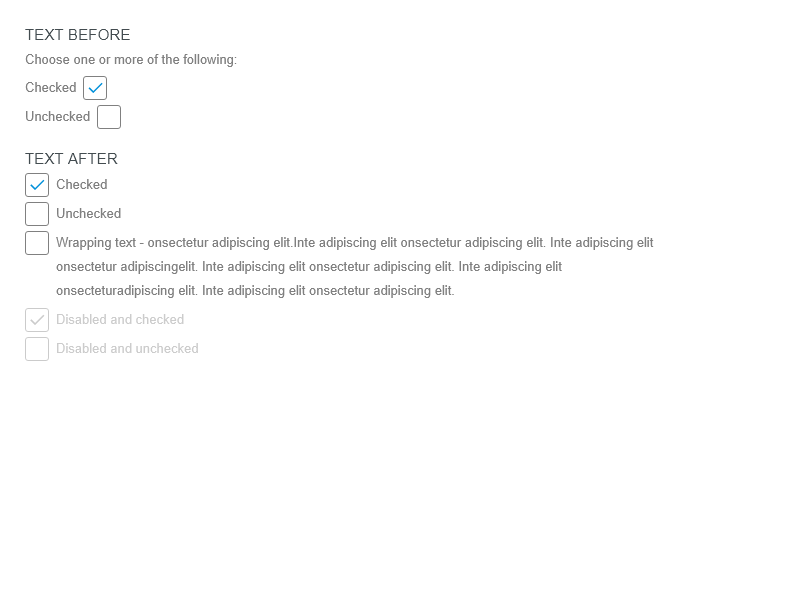 TEXT BEFORE
Choose one or more of the following:
Checked
Unchecked
TEXT AFTER
Checked
Unchecked
Wrapping text - onsectetur adipiscing elit.Inte adipiscing elit onsectetur adipiscing elit. Inte adipiscing elit
onsectetur adipiscingelit. Inte adipiscing elit onsectetur adipiscing elit. Inte adipiscing elit
onsecteturadipiscing elit. Inte adipiscing elit onsectetur adipiscing elit.
Disabled and checked
Disabled and unchecked